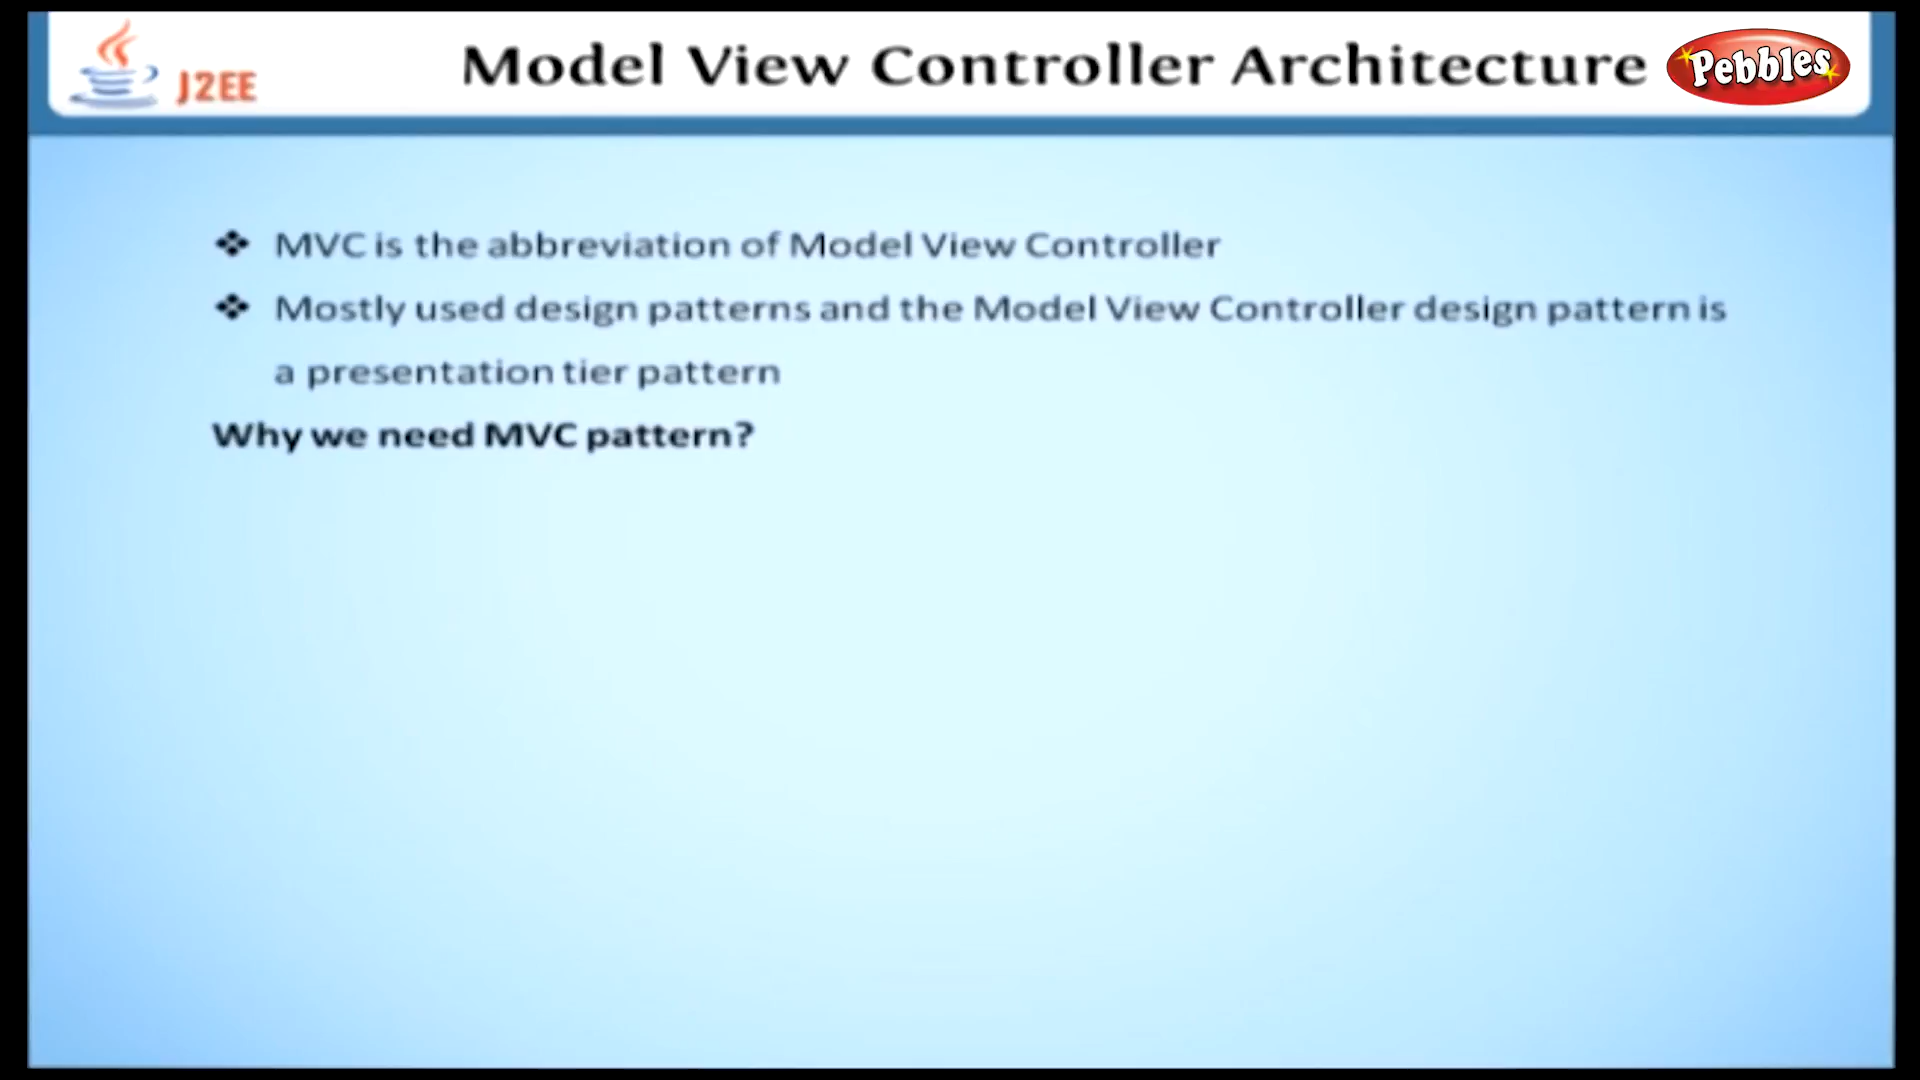 J2EE
Model View Controller Architecture
Pebbles
❖ MVC is the abbreviation of Model View Controller
❖ Mostly used design patterns and the Model View Controller design pattern is
a presentation tier pattern
Why we need MVC pattern?